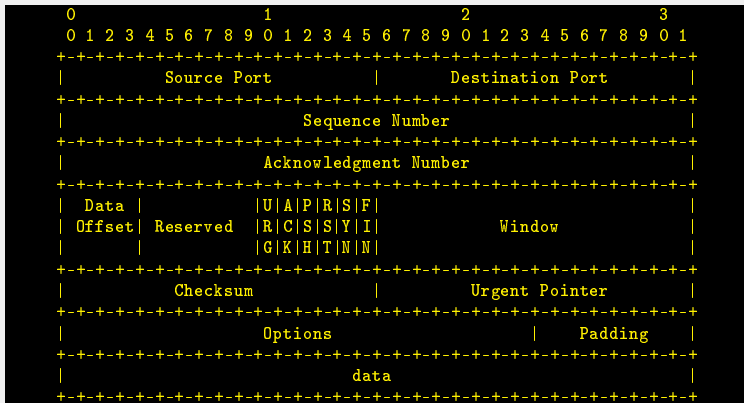 0                   1                   2                   3
    0 1 2 3 4 5 6 7 8 9 0 1 2 3 4 5 6 7 8 9 0 1 2 3 4 5 6 7 8 9 0 1
   +-+-+-+-+-+-+-+-+-+-+-+-+-+-+-+-+-+-+-+-+-+-+-+-+-+-+-+-+-+-+-+-+
   |          Source Port          |       Destination Port        |
   +-+-+-+-+-+-+-+-+-+-+-+-+-+-+-+-+-+-+-+-+-+-+-+-+-+-+-+-+-+-+-+-+
   |                        Sequence Number                        |
   +-+-+-+-+-+-+-+-+-+-+-+-+-+-+-+-+-+-+-+-+-+-+-+-+-+-+-+-+-+-+-+-+
   |                    Acknowledgment Number                      |
   +-+-+-+-+-+-+-+-+-+-+-+-+-+-+-+-+-+-+-+-+-+-+-+-+-+-+-+-+-+-+-+-+
   |  Data |           |U|A|P|R|S|F|                               |
   | Offset| Reserved  |R|C|S|S|Y|I|            Window             |
   |       |           |G|K|H|T|N|N|                               |
   +-+-+-+-+-+-+-+-+-+-+-+-+-+-+-+-+-+-+-+-+-+-+-+-+-+-+-+-+-+-+-+-+
   |           Checksum            |         Urgent Pointer        |
   +-+-+-+-+-+-+-+-+-+-+-+-+-+-+-+-+-+-+-+-+-+-+-+-+-+-+-+-+-+-+-+-+
   |                    Options                    |    Padding    |
   +-+-+-+-+-+-+-+-+-+-+-+-+-+-+-+-+-+-+-+-+-+-+-+-+-+-+-+-+-+-+-+-+
   |                             data                              |
   +-+-+-+-+-+-+-+-+-+-+-+-+-+-+-+-+-+-+-+-+-+-+-+-+-+-+-+-+-+-+-+-+